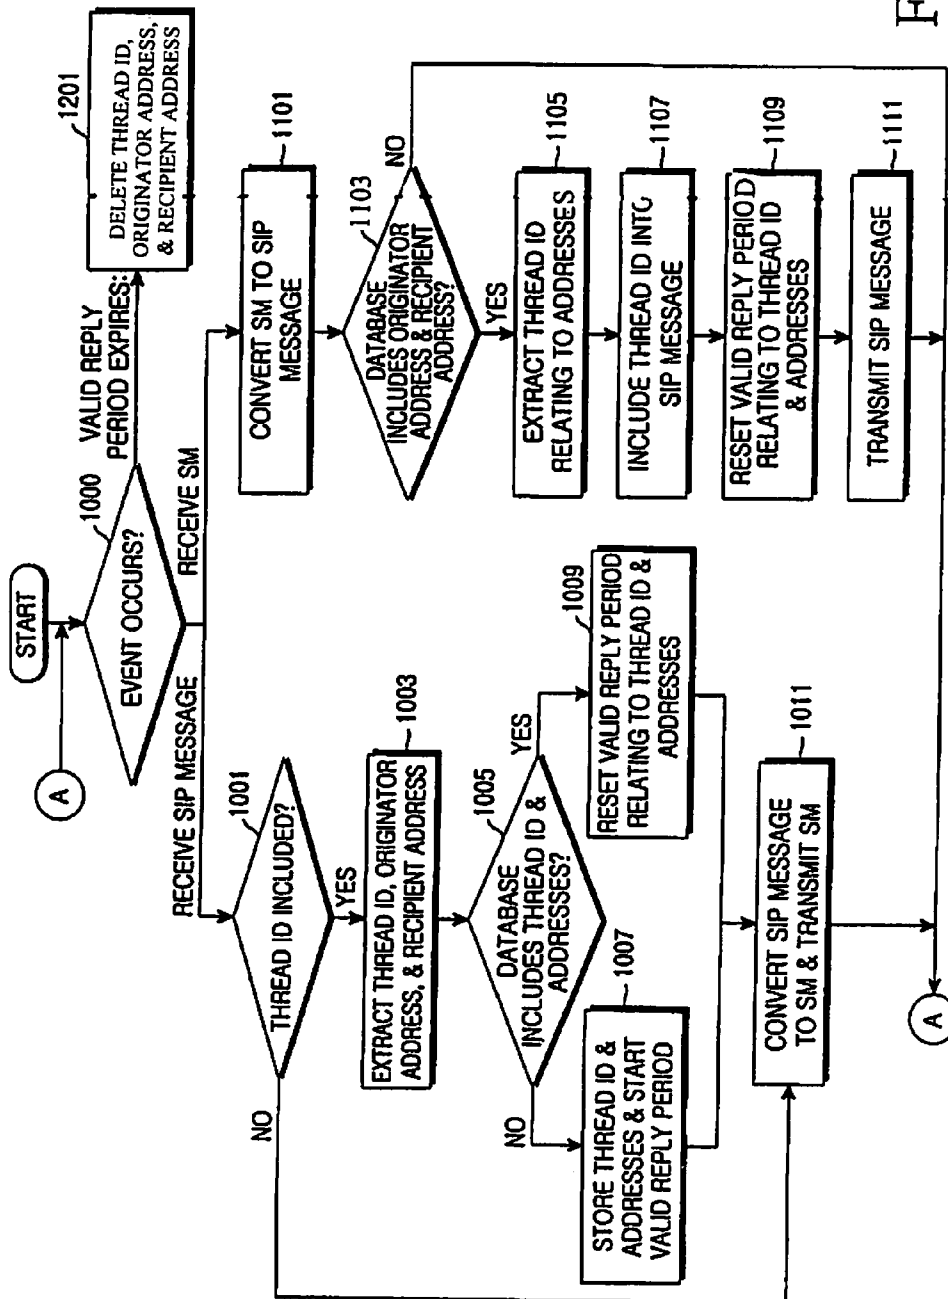 START
A
EVENT OCCURS?
1000
VALID REPLY
PERIOD EXPIRES:
1201
DELETE THREAD ID,
ORIGINATOR ADDRESS,
& RECIPIENT ADDRESS
RECEIVE SIP MESSAGE
RECEIVE SM
THREAD ID INCLUDED?
1001
NO
YES
EXTRACT THREAD ID, ORIGINATOR
ADDRESS, & RECIPIENT ADDRESS
1003
DATABASE
INCLUDES THREAD ID &
ADDRESSES?
1005
NO
YES
STORE THREAD ID &
ADDRESSES & START
VALID REPLY PERIOD
1007
RESET VALID REPLY PERIOD
RELATING TO THREAD ID &
ADDRESSES
1009
CONVERT SIP MESSAGE
TO SM & TRANSMIT SM
1011
CONVERT SM TO SIP
MESSAGE
1101
DATABASE
INCLUDES ORIGINATOR
ADDRESS & RECIPIENT
ADDRESS?
1103
NO
YES
EXTRACT THREAD ID
RELATING TO ADDRESSES
1105
INCLUDE THREAD ID INTO
SIP MESSAGE
1107
RESET VALID REPLY PERIOD
RELATING TO THREAD ID
& ADDRESSES
1109
TRANSMIT SIP MESSAGE
1111
A